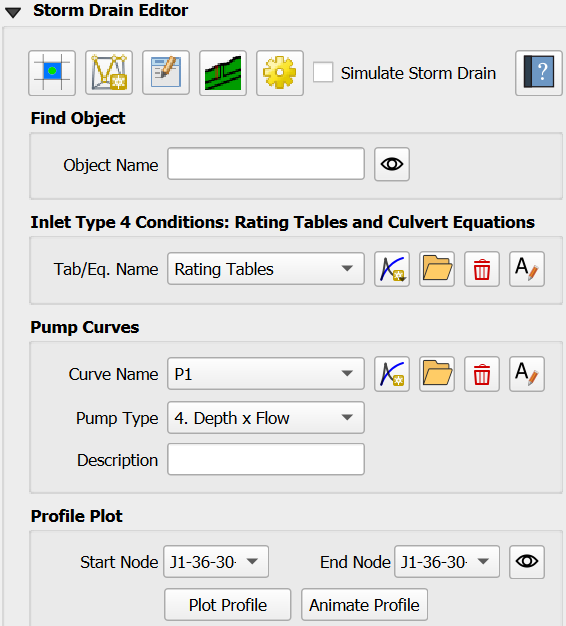 Storm Drain Editor
Simulate Storm Drain
Find Object
Object Name
Inlet Type 4 Conditions: Rating Tables and Culvert Equations
Tab/Eq. Name Rating Tables
Pump Curves
Curve Name P1
Pump Type 4. Depth x Flow
Description
Profile Plot
Start Node J1-36-30- End Node J1-36-30-
Plot Profile Animate Profile